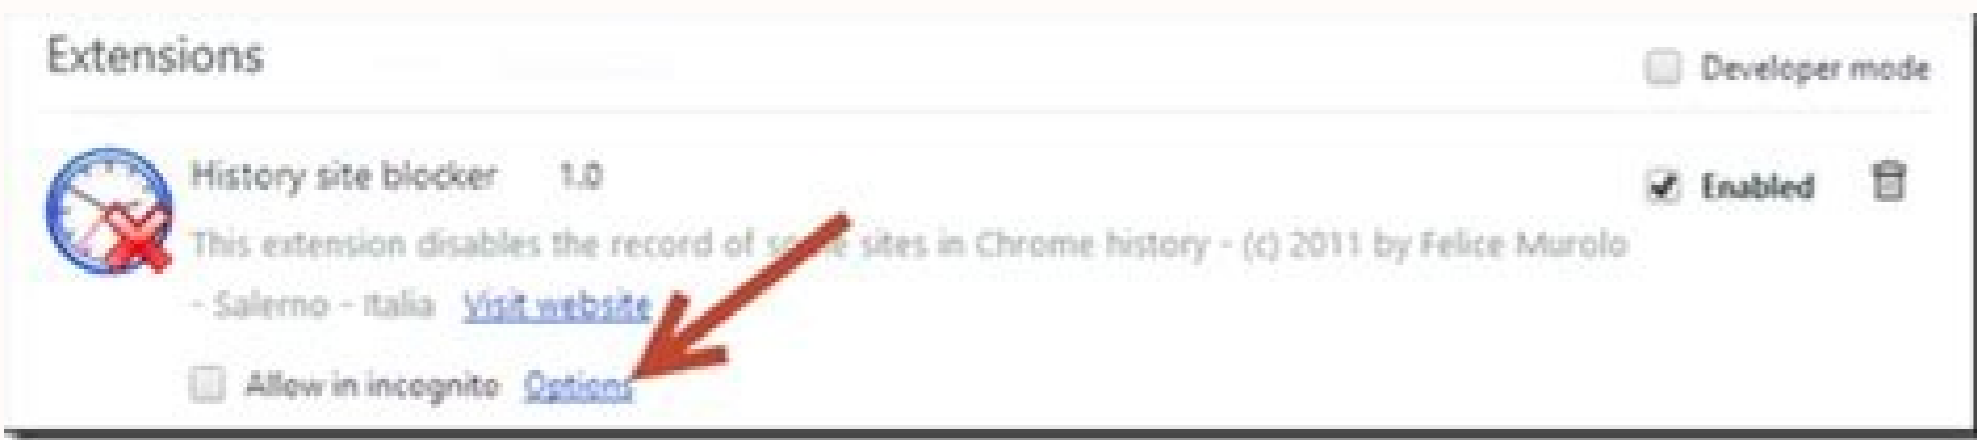 Extensions
Developer mode
History site blocker 1.0
Enabled
This extension disables the record of some sites in Chrome history - (c) 2011 by Felice Murolo
- Salerno - Italia Visit website
Allow in incognito Options